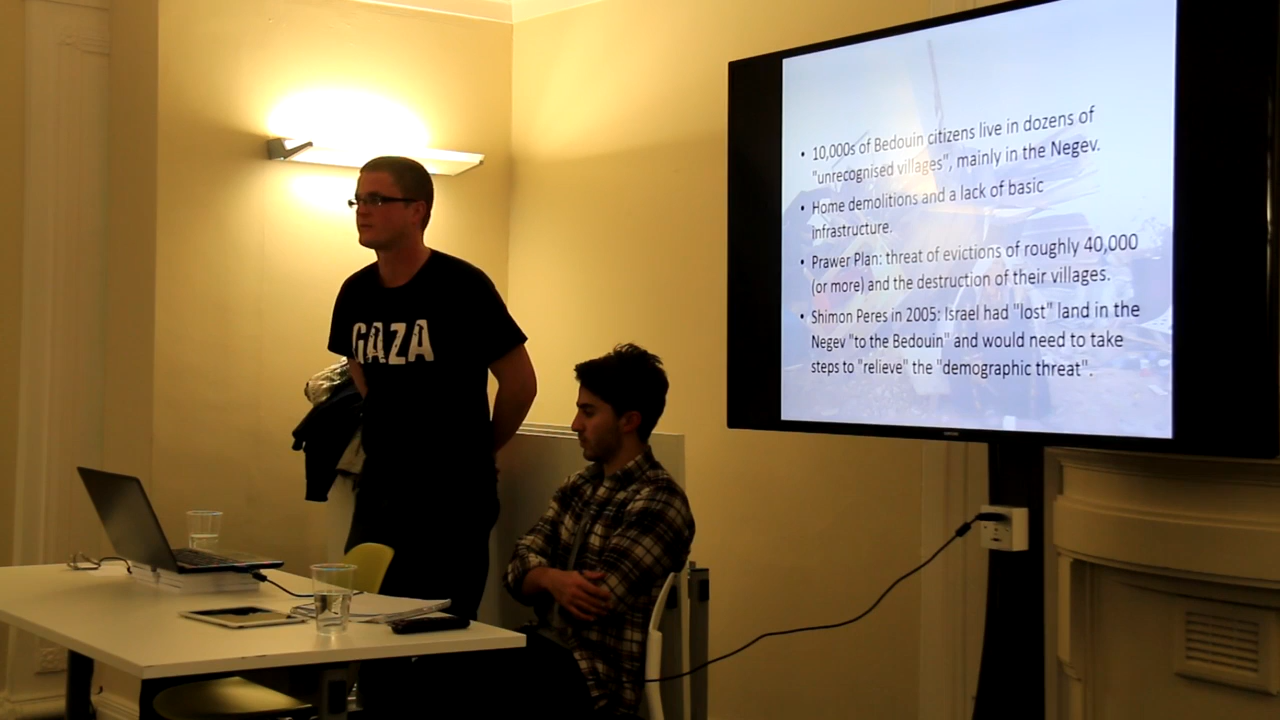 GAZA
• 10,000s of Bedouin citizens live in dozens of
"unrecognised villages", mainly in the Negev.
• Home demolitions and a lack of basic
infrastructure.
• Prawer Plan: threat of evictions of roughly 40,000
(or more) and the destruction of their villages.
• Shimon Peres in 2005: Israel had "lost" land in the
Negev "to the Bedouin" and would need to take
steps to "relieve" the "demographic threat".